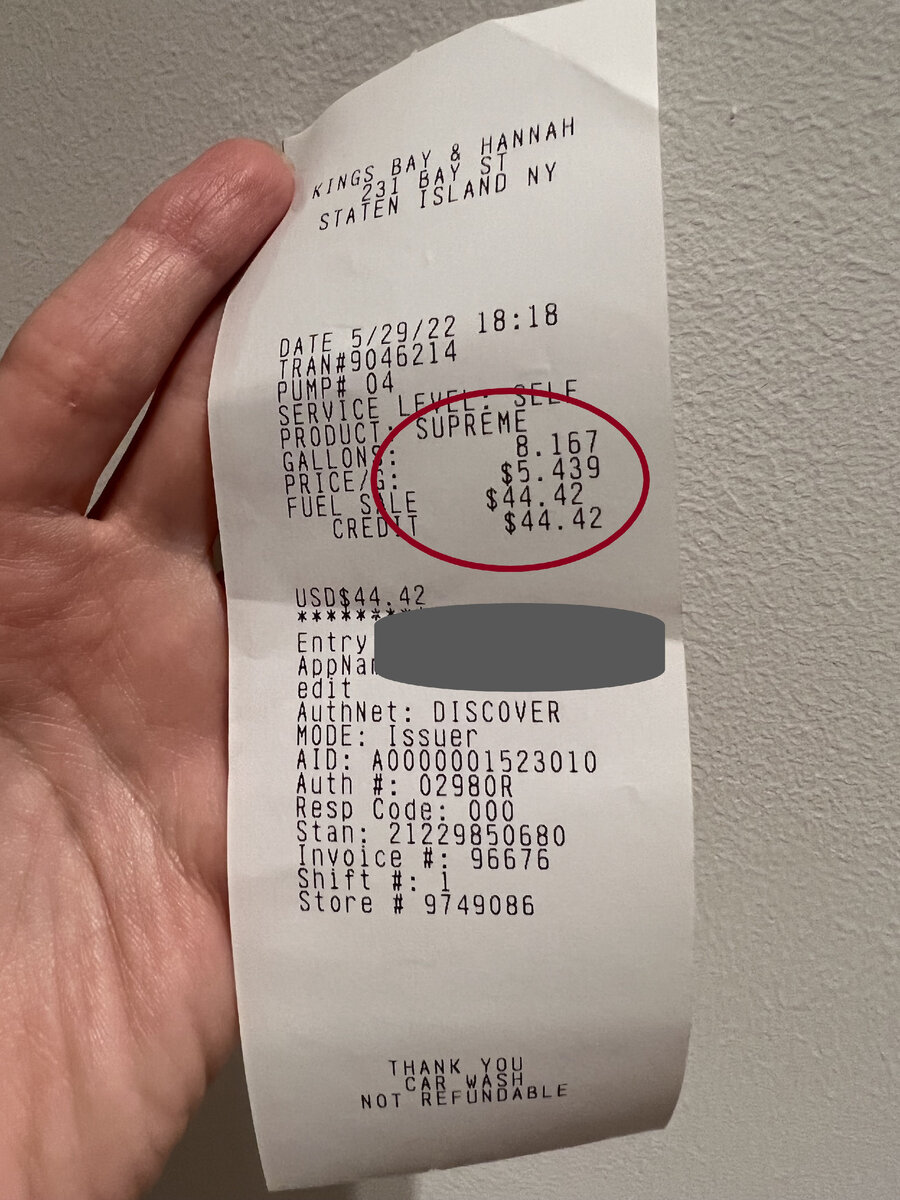 KINGS BAY & HANNAH
231 BAY ST
STATEN ISLAND NY
DATE 5/29/22 18:18
TRAN#9046214
PUMP# 04
SERVICE LEVEL: SELF
PRODUCT: SUPREME
GALLONS: 8.167
PRICE/G: $5.439
FUEL SALE $44.42
CREDIT $44.42
USD$44.42
*********
Entry
AppNam
edit
AuthNet: DISCOVER
MODE: Issuer
AID: A0000001523010
Auth #: 02980R
Resp Code: 000
Stan: 21229850680
Invoice #: 96676
Shift #: 1
Store # 9749086
THANK YOU
CAR WASH
NOT REFUNDABLE